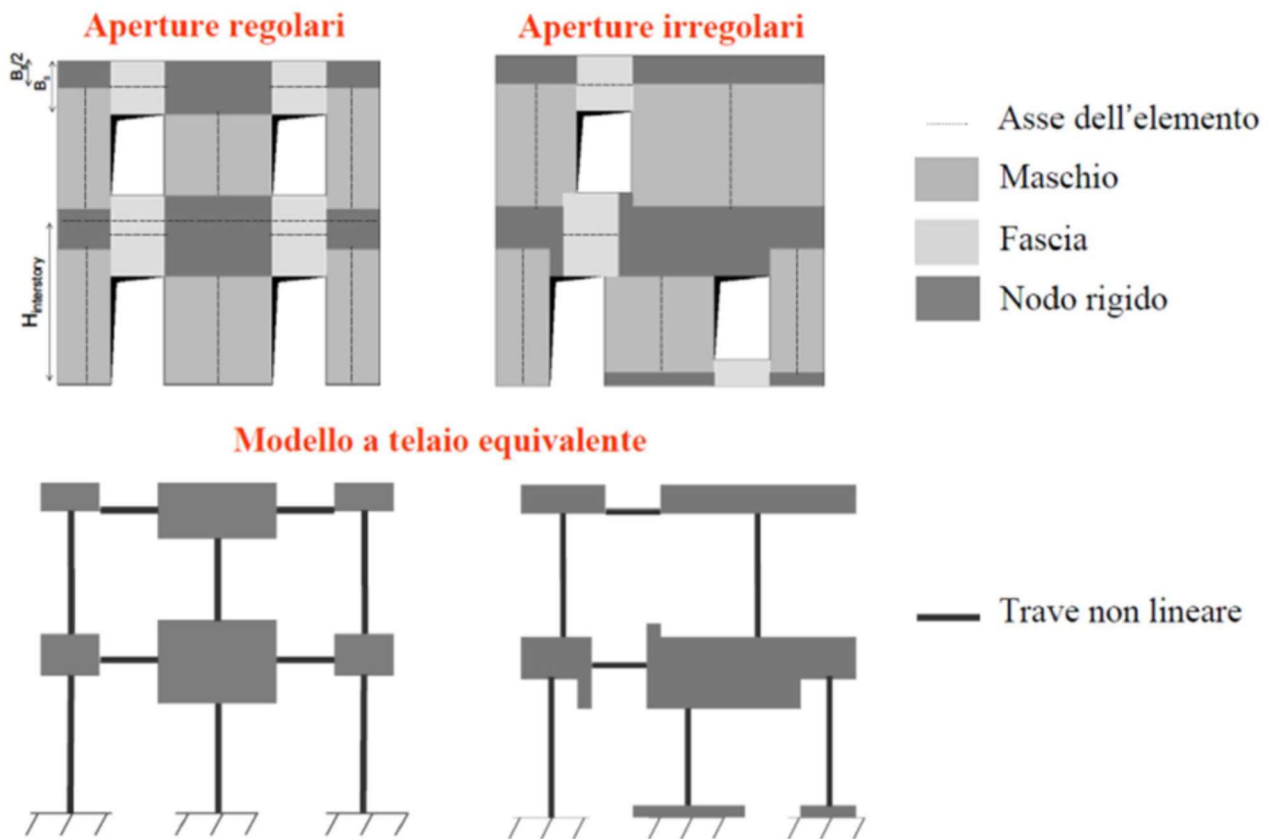 Aperture regolari
Aperture irregolari
Bs/2
Bs
Hinterstory
Asse dell’elemento
Maschio
Fascia
Nodo rigido
Modello a telaio equivalente
Trave non lineare